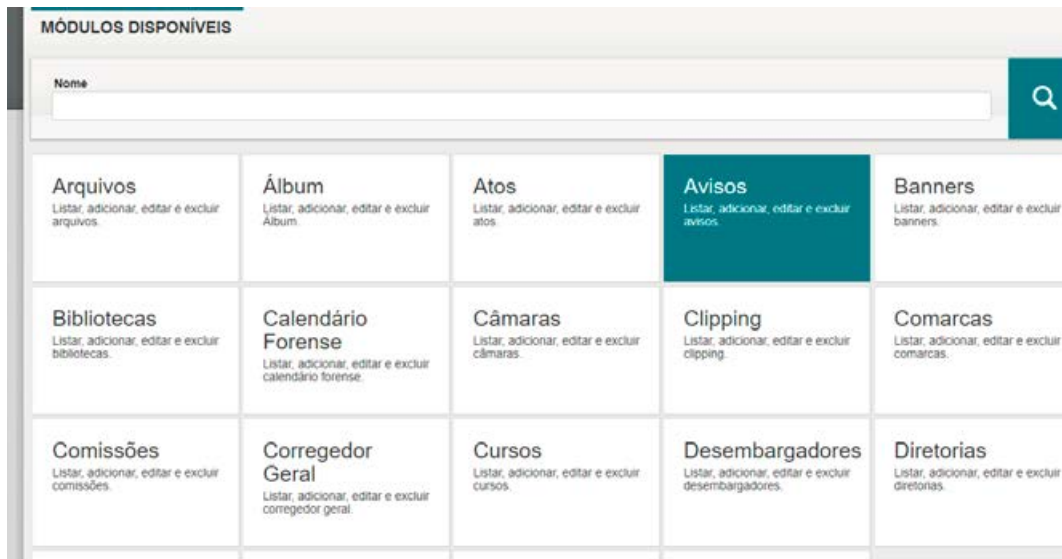 MÓDULOS DISPONÍVEIS
Nome
Arquivos
Listar, adicionar, editar e excluir
arquivos.
Álbum
Listar, adicionar, editar e excluir
Álbum.
Atos
Listar, adicionar, editar e excluir
atos.
Avisos
Listar, adicionar, editar e excluir
avisos.
Banners
Listar, adicionar, editar e excluir
banners.
Bibliotecas
Listar, adicionar, editar e excluir
bibliotecas.
Calendário
Forense
Listar, adicionar, editar e excluir
calendário forense.
Câmaras
Listar, adicionar, editar e excluir
câmaras.
Clipping
Listar, adicionar, editar e excluir
clipping.
Comarcas
Listar, adicionar, editar e excluir
comarcas.
Comissões
Listar, adicionar, editar e excluir
comissões.
Corregedor
Geral
Listar, adicionar, editar e excluir
corregedor geral.
Cursos
Listar, adicionar, editar e excluir
cursos.
Desembargadores
Listar, adicionar, editar e excluir
desembargadores.
Diretorias
Listar, adicionar, editar e excluir
diretorias.